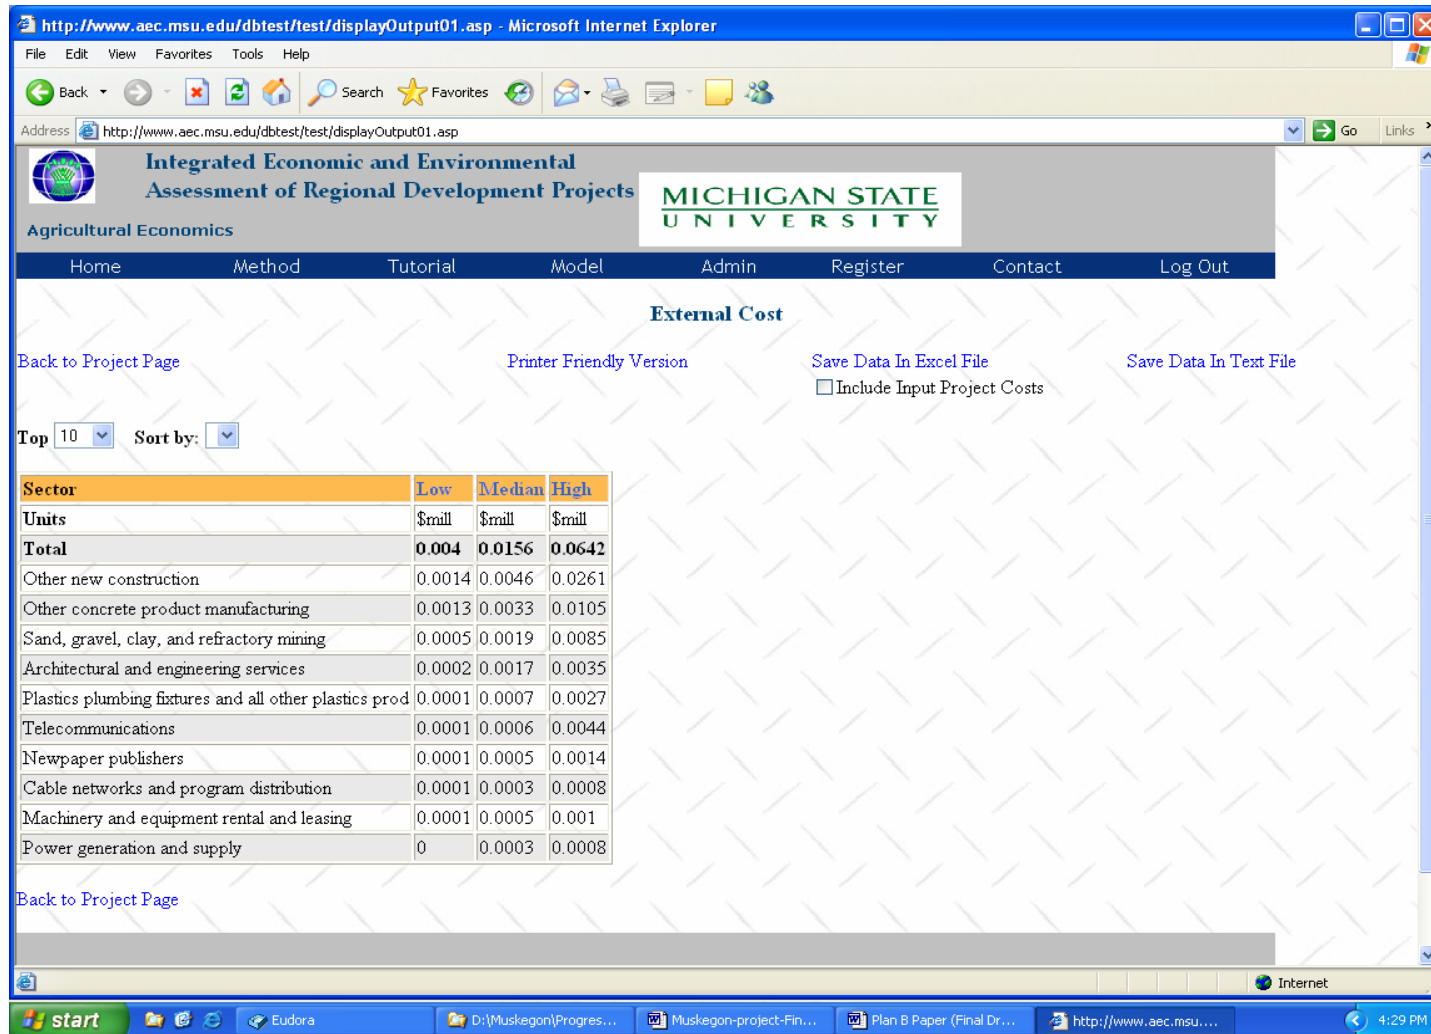 http://www.aec.msu.edu/dbtest/test/displayOutput01.asp - Microsoft Internet Explorer
File Edit View Favorites Tools Help
Back Search Favorites
Address http://www.aec.msu.edu/dbtest/test/displayOutput01.asp Go Links
Integrated Economic and Environmental
Assessment of Regional Development Projects
MICHIGAN STATE
UNIVERSITY
Agricultural Economics
Home Method Tutorial Model Admin Register Contact Log Out
External Cost
Back to Project Page Printer Friendly Version Save Data In Excel File Save Data In Text File
Include Input Project Costs
Top 10 Sort by:
Sector Low Median High
Units $mill $mill $mill
Total 0.004 0.0156 0.0642
Other new construction 0.0014 0.0046 0.0261
Other concrete product manufacturing 0.0013 0.0033 0.0105
Sand, gravel, clay, and refractory mining 0.0005 0.0019 0.0085
Architectural and engineering services 0.0002 0.0017 0.0035
Plastics plumbing fixtures and all other plastics prod 0.0001 0.0007 0.0027
Telecommunications 0.0001 0.0006 0.0044
Newpaper publishers 0.0001 0.0005 0.0014
Cable networks and program distribution 0.0001 0.0003 0.0008
Machinery and equipment rental and leasing 0.0001 0.0005 0.001
Power generation and supply 0 0.0003 0.0008
Back to Project Page
Internet
start Eudora D:\Muskegon\Progres... Muskegon-project-Fin... Plan B Paper (Final Dr... http://www.aec.msu.... 4:29 PM